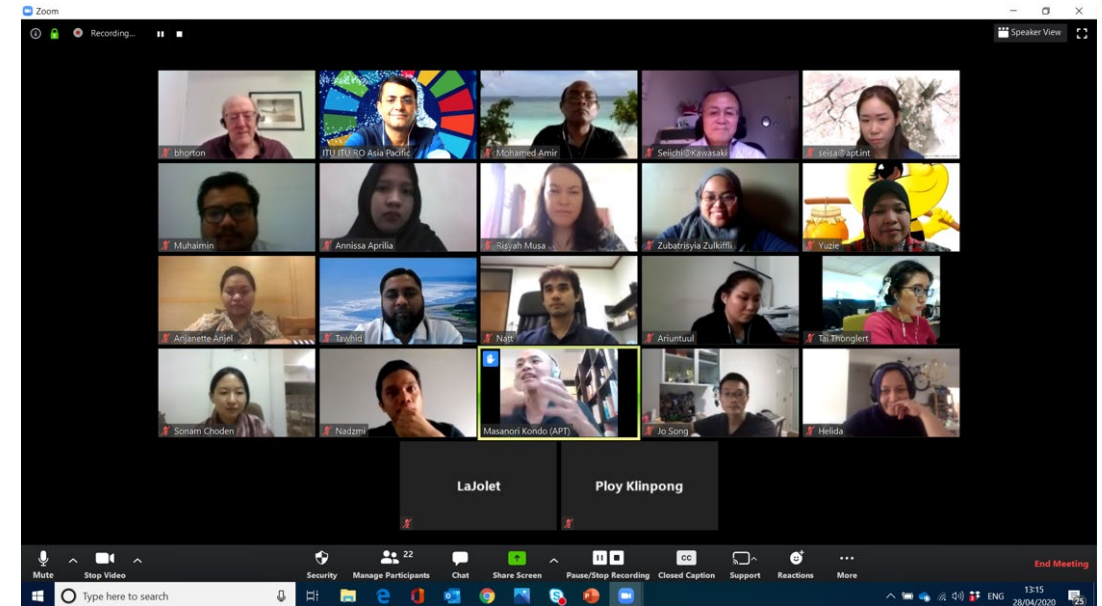 Zoom
Recording...
Speaker View
bhorton
ITU ITU RO Asia Pacific
Mohamed Amir
Seiichi@Kawasaki
seisa@apt.int
Muhaimin
Annissa Aprilia
Risyah Musa
Zubatrisyia Zulkiffli
Yuzie
Anjanette Anjel
Tawhid
Natt
Ariuntuul
Tai Thonglert
Sonam Choden
Nadzmi
Masanori Kondo (APT)
Jo Song
Helida
LaJolet
Ploy Klinpong
Mute
Stop Video
Security
22
Manage Participants
Chat
Share Screen
Pause/Stop Recording
CC
Closed Caption
Support
Reactions
More
End Meeting
Type here to search
ENG
13:15
28/04/2020
25